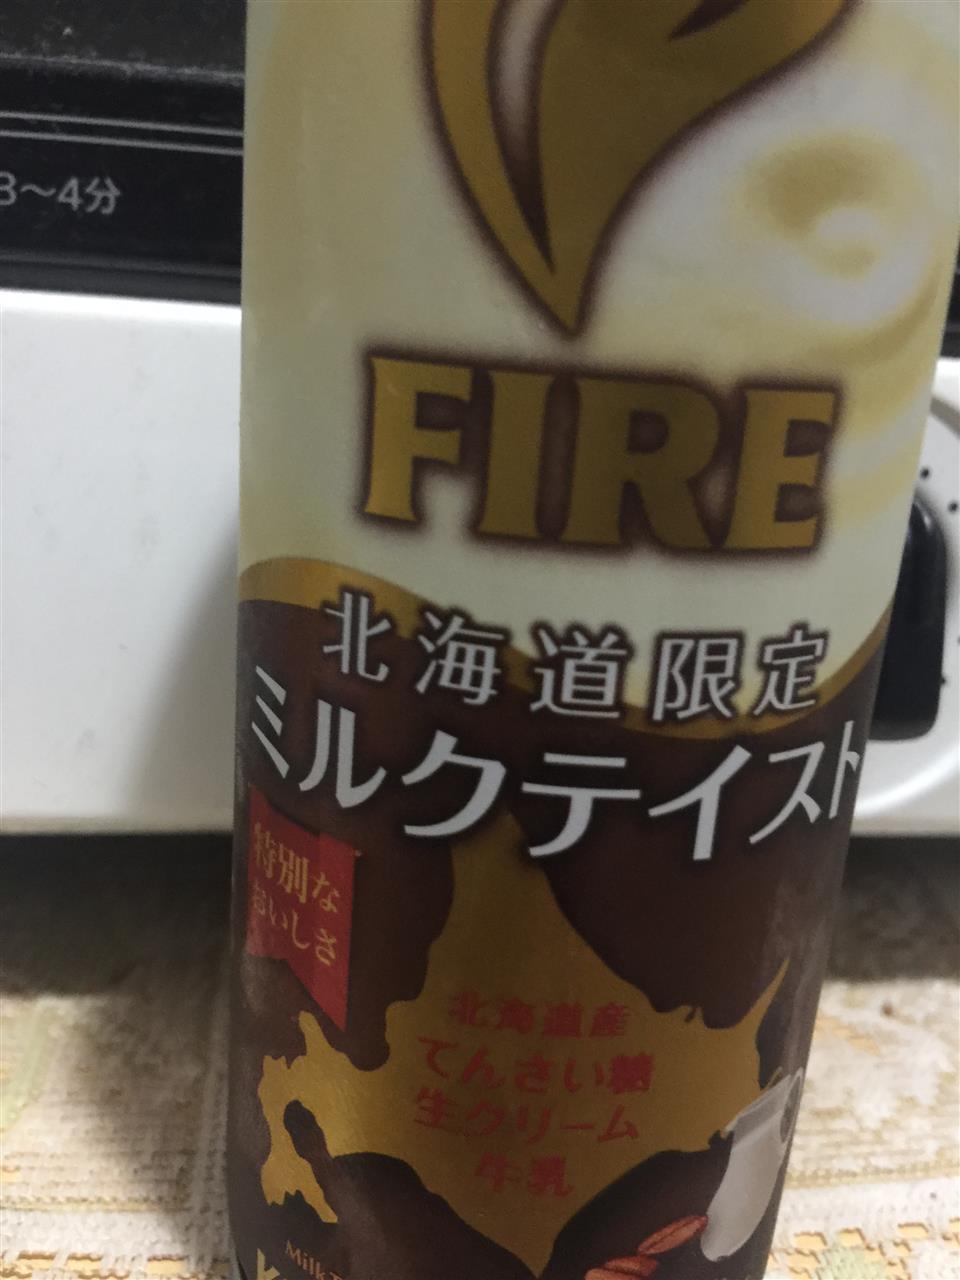 3〜4分
FIRE
北海道限定
ミルクテイスト
特別な
おいしさ
北海道産
てんさい糖
生クリーム
牛乳
Milk